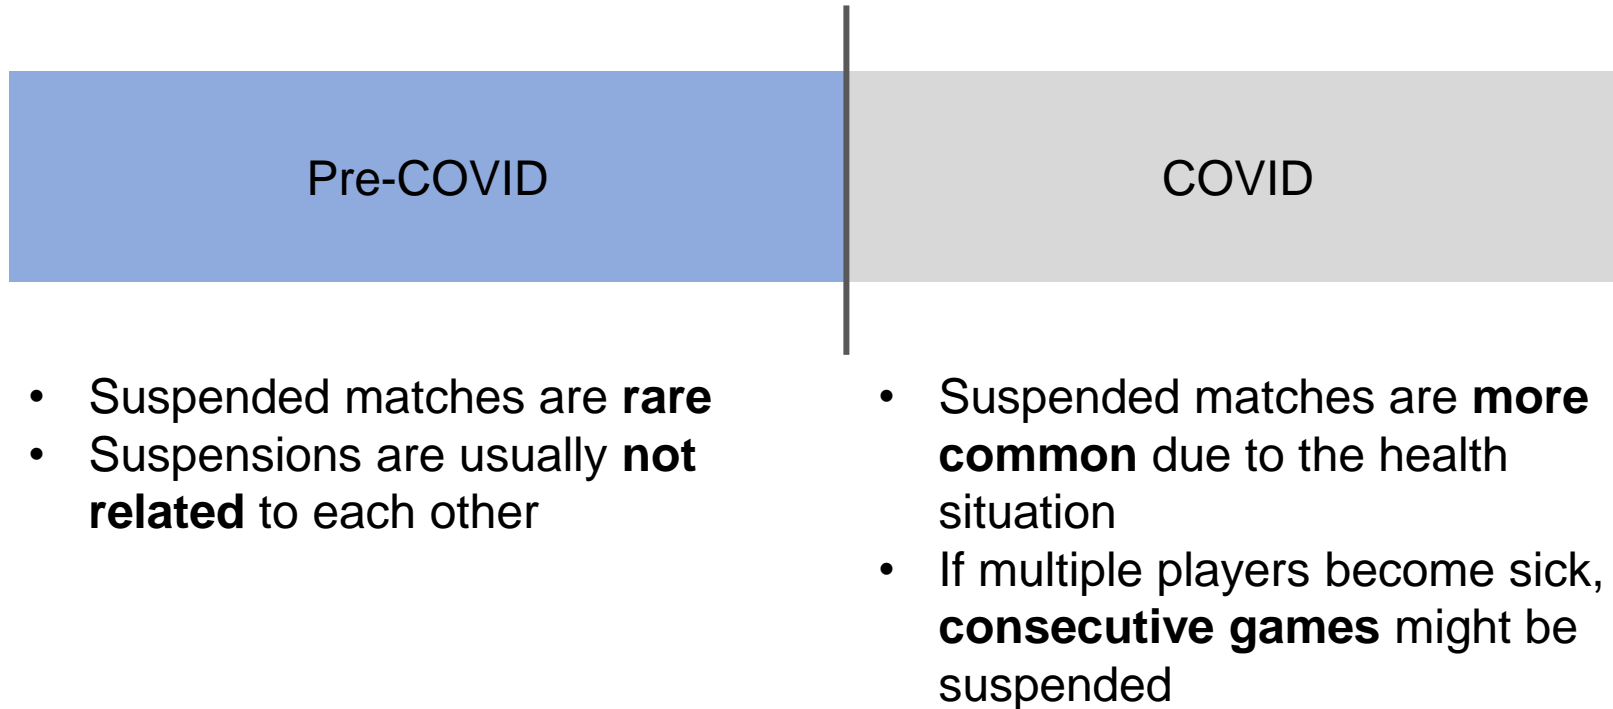 Pre-COVID
COVID
• Suspended matches are rare
• Suspensions are usually not
related to each other
• Suspended matches are more
common due to the health
situation
• If multiple players become sick,
consecutive games might be
suspended